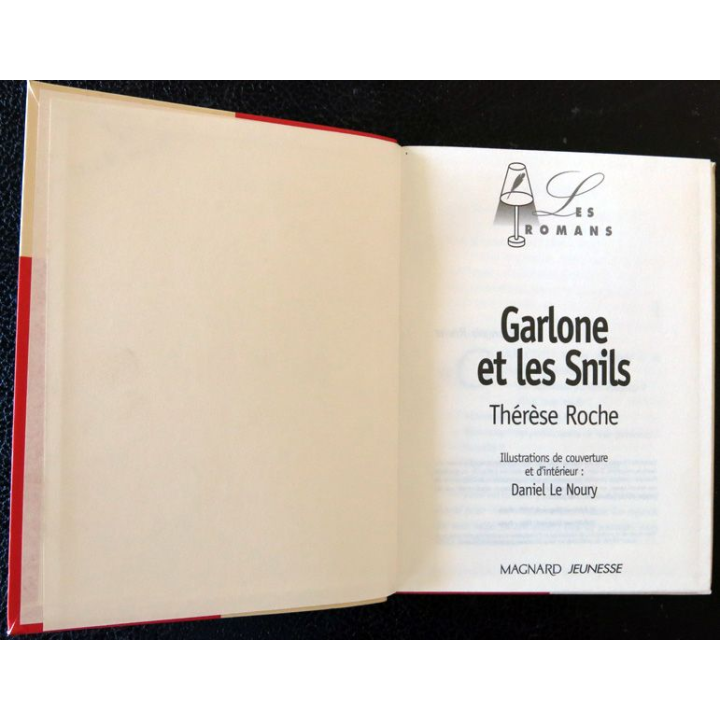 LES
ROMANS
Garlone
et les Snils
Thérèse Roche
Illustrations de couverture
et d'intérieur :
Daniel Le Noury
MAGNARD JEUNESSE